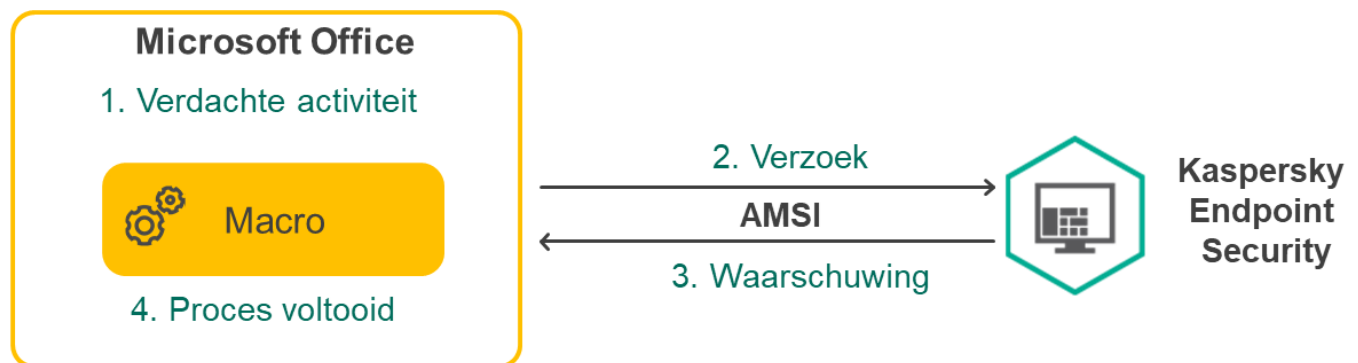 Microsoft Office
1. Verdachte activiteit
Macro
4. Proces voltooid
2. Verzoek
AMSI
3. Waarschuwing
Kaspersky
Endpoint
Security